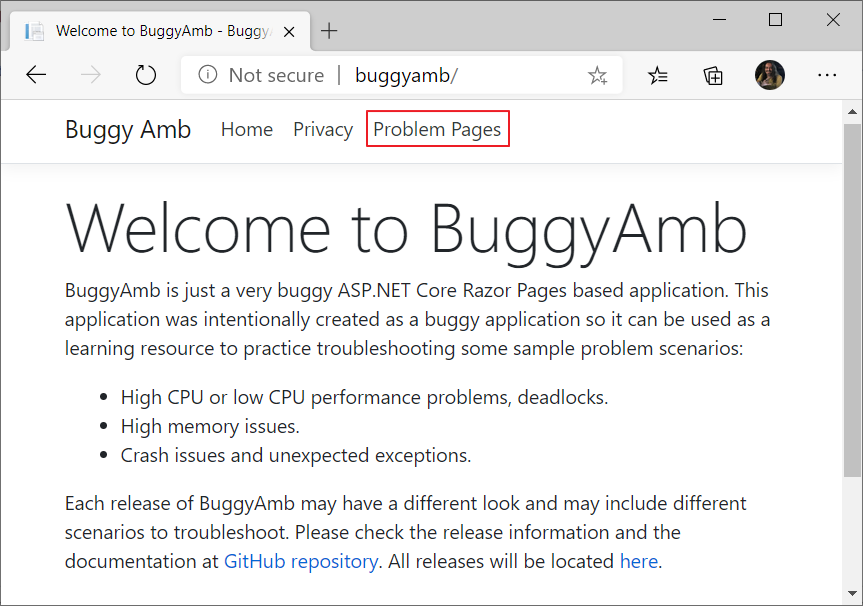 Welcome to BuggyAmb - Buggy
Not secure | buggyamb/
Buggy Amb Home Privacy Problem Pages
Welcome to BuggyAmb
BuggyAmb is just a very buggy ASP.NET Core Razor Pages based application. This
application was intentionally created as a buggy application so it can be used as a
learning resource to practice troubleshooting some sample problem scenarios:
• High CPU or low CPU performance problems, deadlocks.
• High memory issues.
• Crash issues and unexpected exceptions.
Each release of BuggyAmb may have a different look and may include different
scenarios to troubleshoot. Please check the release information and the
documentation at GitHub repository. All releases will be located here.